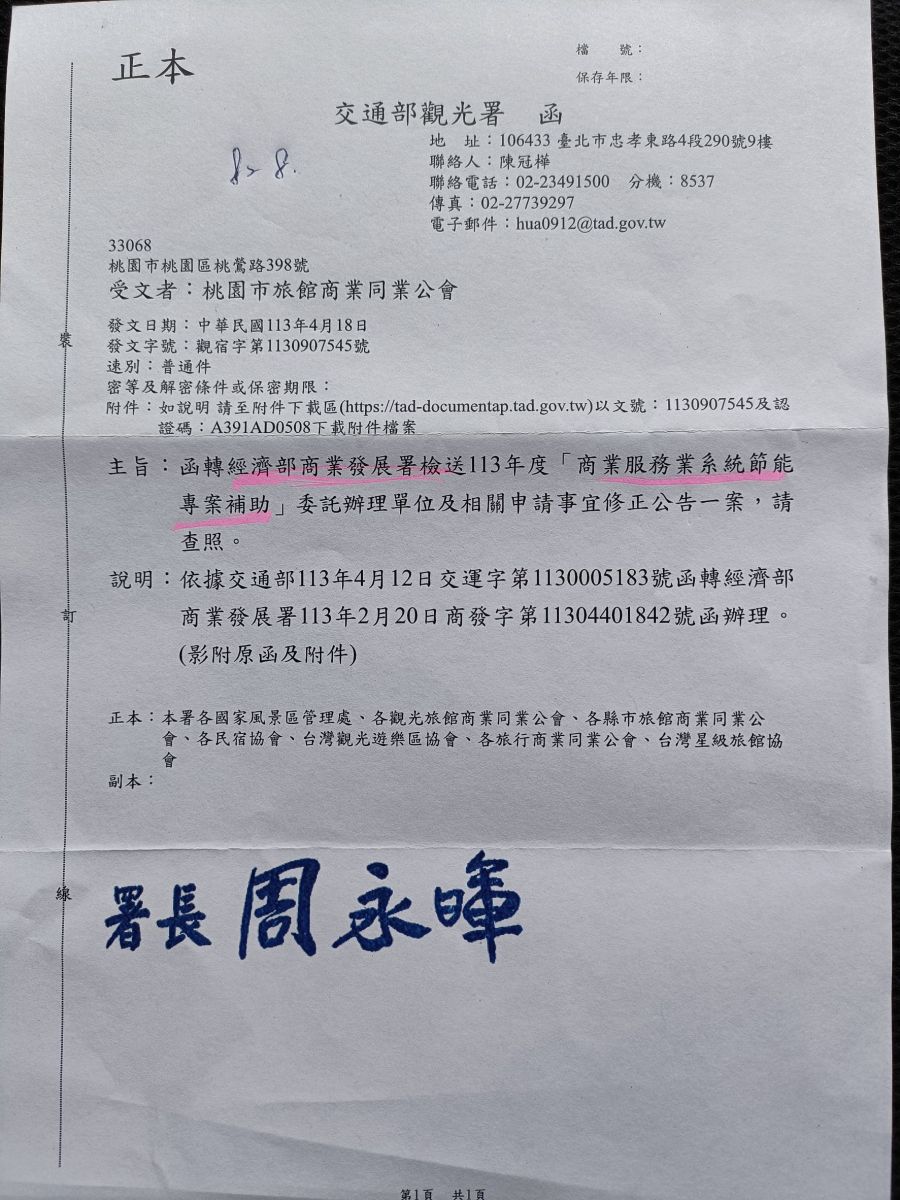 正本
檔　號：
保存年限：
交通部觀光署　函
地　址：106433 臺北市忠孝東路4段290號9樓
聯絡人：陳冠樺
聯絡電話：02-23491500　分機：8537
傳真：02-27739297
電子郵件：hua0912@tad.gov.tw
33068
桃園市桃園區桃鶯路398號
受文者：桃園市旅館商業同業公會
發文日期：中華民國113年4月18日
發文字號：觀宿字第1130907545號
速別：普通件
密等及解密條件或保密期限：
附件：如說明 請至附件下載區(https://tad-documentap.tad.gov.tw)以文號：1130907545及認
證碼：A391AD0508下載附件檔案
主旨：函轉經濟部商業發展署檢送113年度「商業服務業系統節能
專案補助」委託辦理單位及相關申請事宜修正公告一案，請
查照。
說明：依據交通部113年4月12日交運字第1130005183號函轉經濟部
商業發展署113年2月20日商發字第11304401842號函辦理。
(影附原函及附件)
正本：本署各國家風景區管理處、各觀光旅館商業同業公會、各縣市旅館商業同業公
會、各民宿協會、台灣觀光遊樂區協會、各旅行商業同業公會、台灣星級旅館協
會
副本：
署長 周永暉
裝
訂
線
第1頁　共1頁